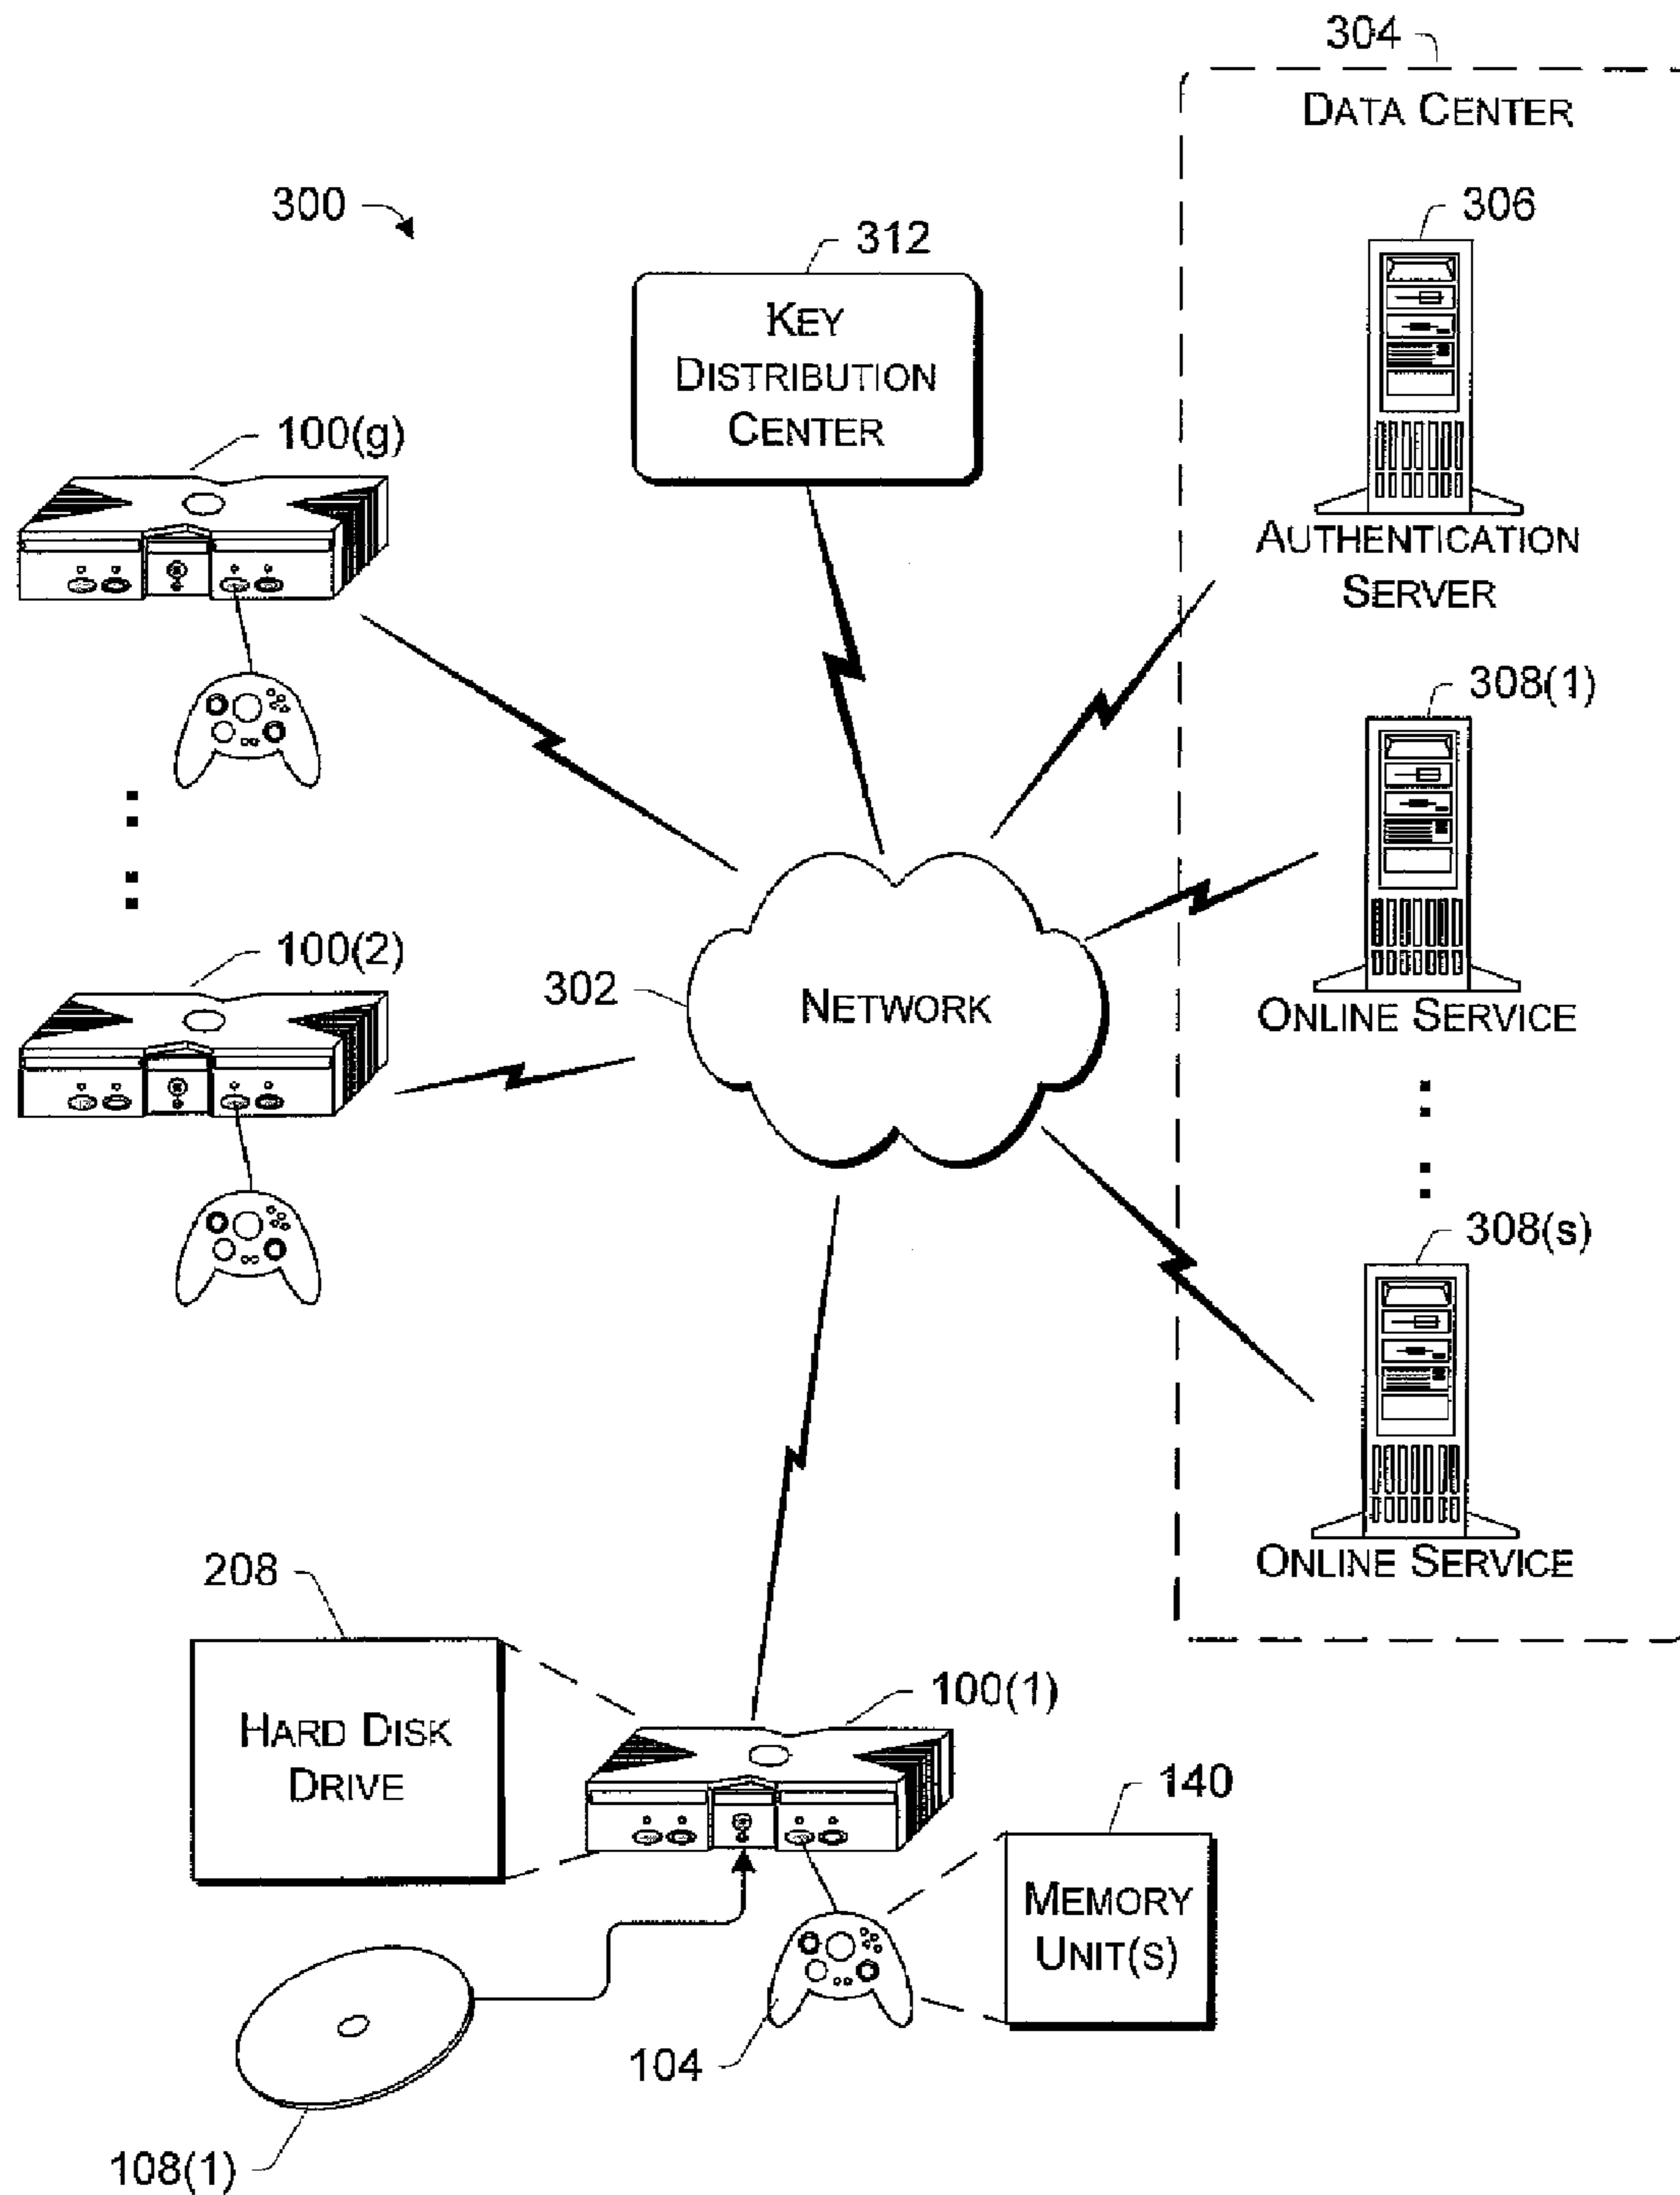 304
DATA CENTER
300
312
306
KEY
DISTRIBUTION
CENTER
100(g)
AUTHENTICATION
SERVER
308(1)
100(2)
302
NETWORK
ONLINE SERVICE
308(s)
ONLINE SERVICE
208
HARD DISK
DRIVE
100(1)
140
MEMORY
UNIT(S)
104
108(1)